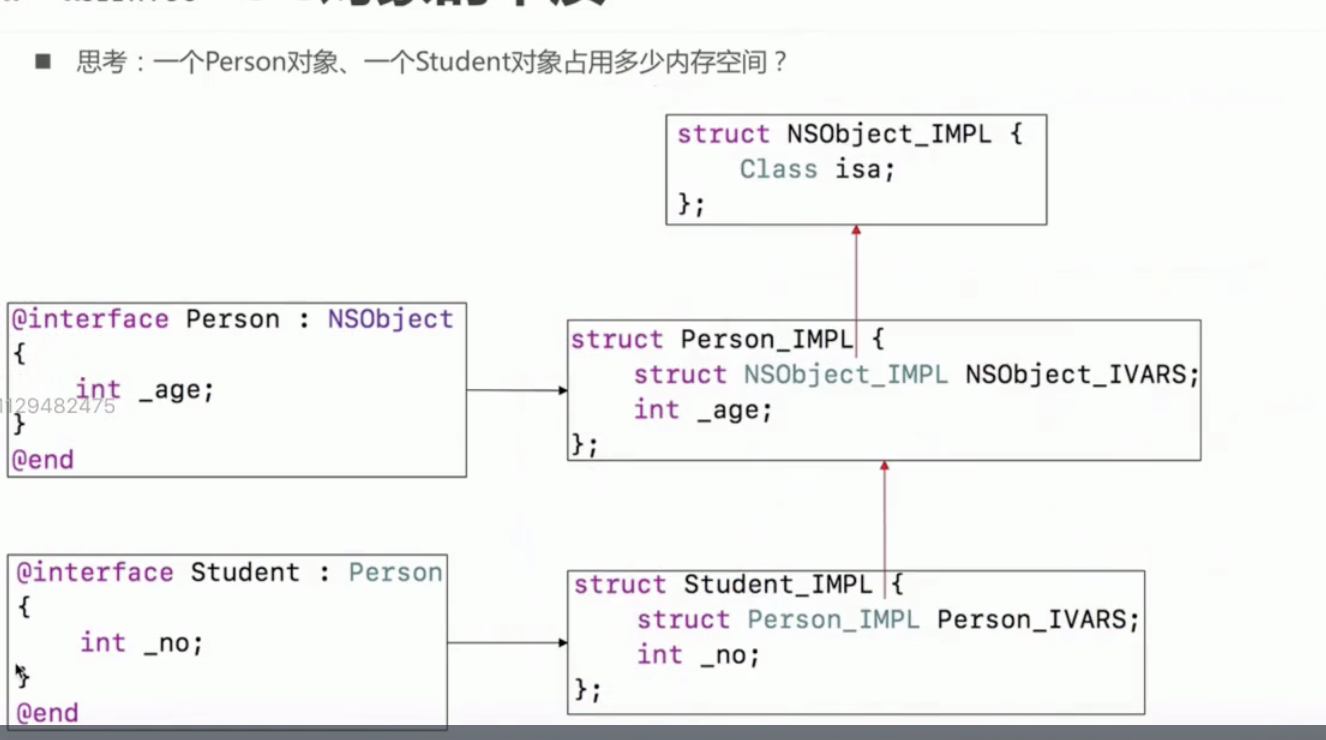 ■ 思考：一个Person对象、一个Student对象占用多少内存空间？
struct NSObject_IMPL {
    Class isa;
};
@interface Person : NSObject
{
    int _age;
}
@end
1129482475
struct Person_IMPL {
    struct NSObject_IMPL NSObject_IVARS;
    int _age;
};
@interface Student : Person
{
    int _no;
}
@end
struct Student_IMPL {
    struct Person_IMPL Person_IVARS;
    int _no;
};